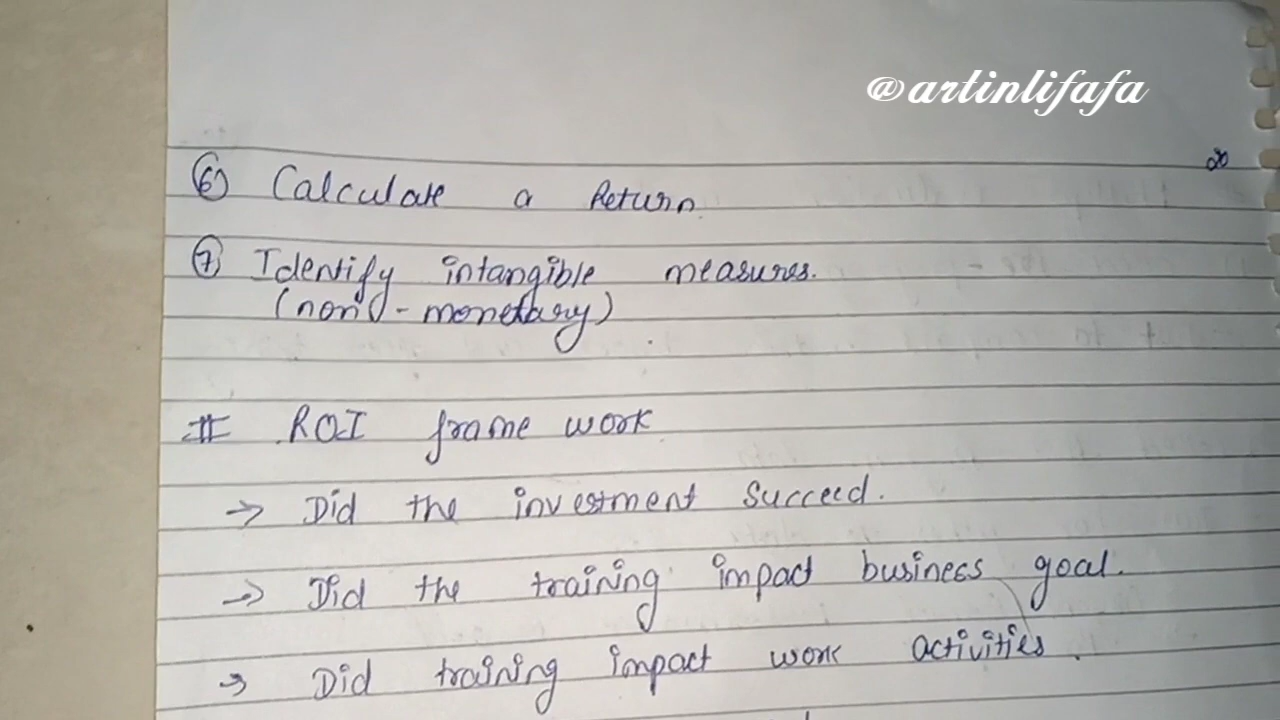 @artinlifafa
⑥ Calculate a Return
⑦ Identify intangible measures.
(non-monetary)
# ROI frame work
→ Did the investment Succeed.
→ Did the training impact business goal.
→ Did training impact work activities.